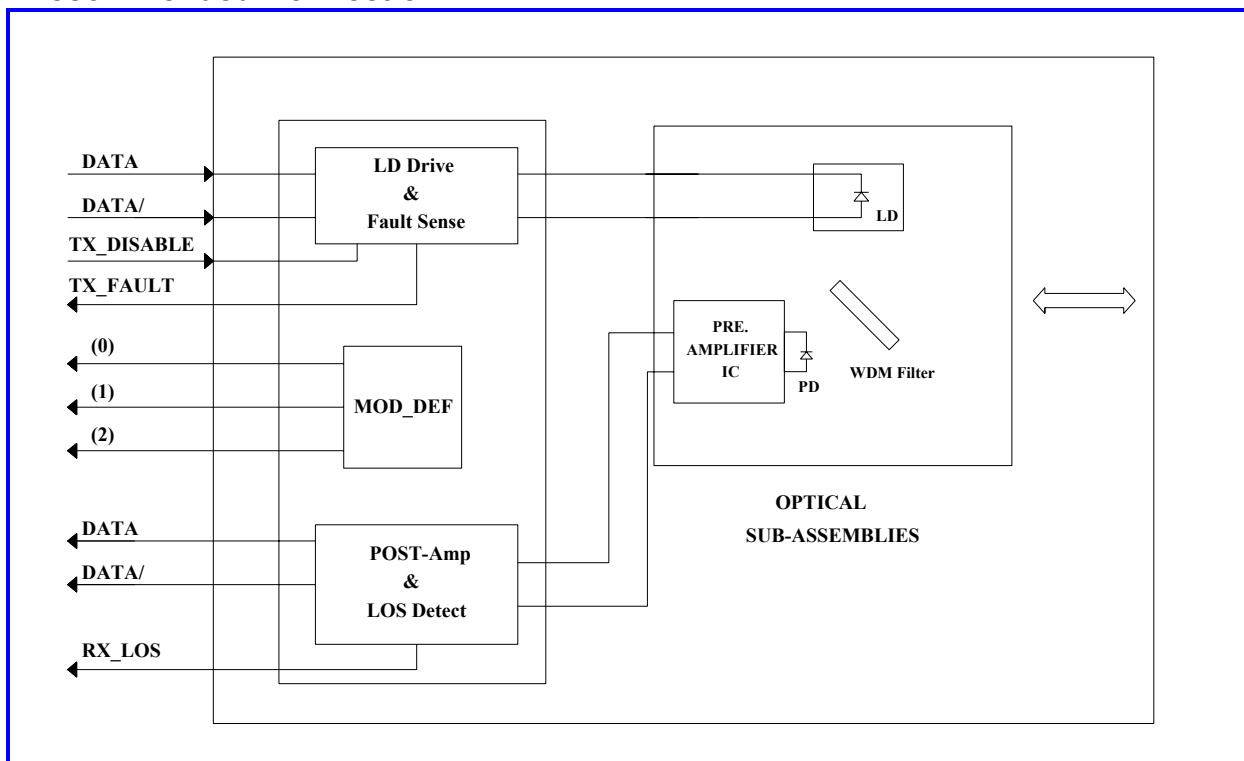 DATA
DATA/
TX_DISABLE
TX_FAULT
(0)
(1)
(2)
DATA
DATA/
RX_LOS
LD Drive
&
Fault Sense
MOD_DEF
POST-Amp
&
LOS Detect
LD
PRE.
AMPLIFIER
IC
PD
WDM Filter
OPTICAL
SUB-ASSEMBLIES